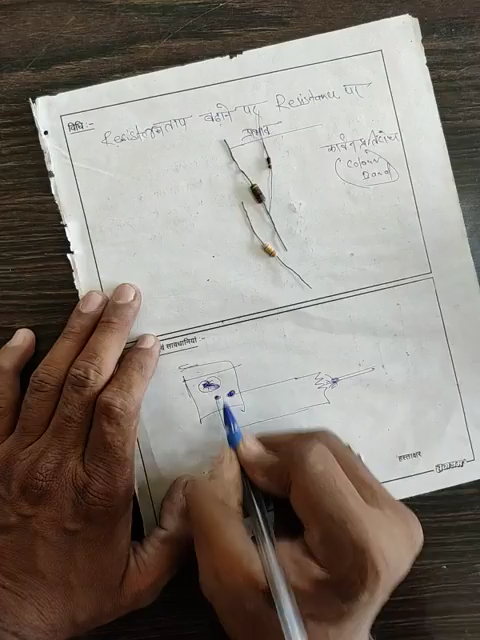 विधि :-
Resistance ताप बढ़ाने पर Resistance पर
प्रभाव
कार्बन प्रतिरोध
(Colour
Band)
सावधानियां :-
हस्ताक्षर